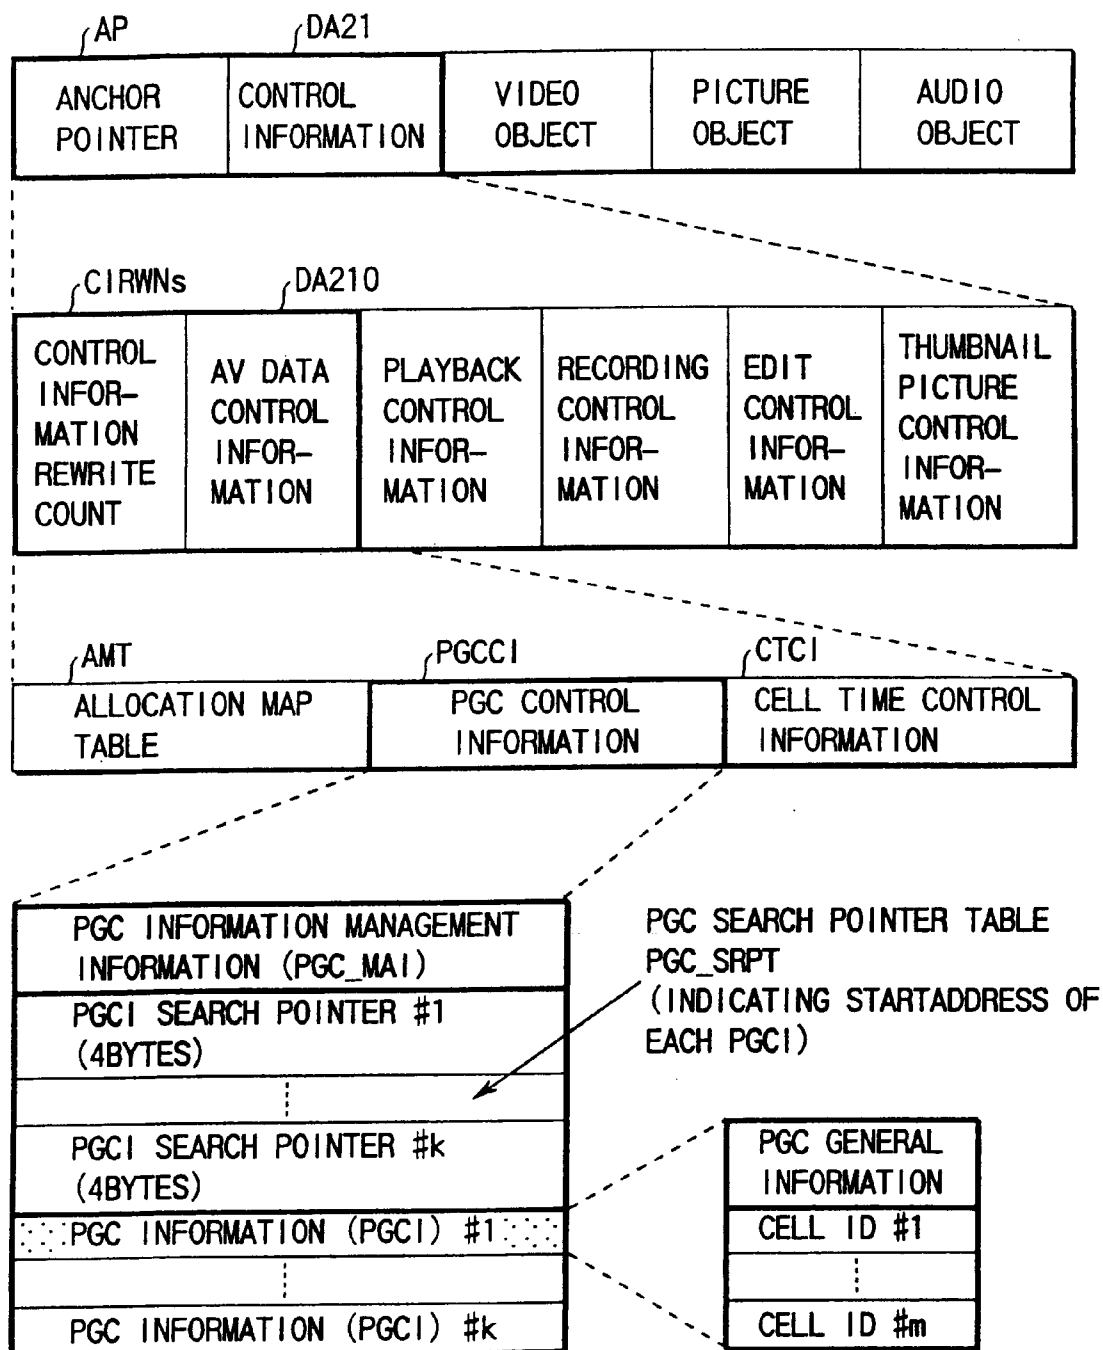 AP
DA21
ANCHOR
POINTER
CONTROL
INFORMATION
VIDEO
OBJECT
PICTURE
OBJECT
AUDIO
OBJECT
CIRWNs
DA210
CONTROL
INFOR-
MATION
REWRITE
COUNT
AV DATA
CONTROL
INFOR-
MATION
PLAYBACK
CONTROL
INFOR-
MATION
RECORDING
CONTROL
INFOR-
MATION
EDIT
CONTROL
INFOR-
MATION
THUMBNAIL
PICTURE
CONTROL
INFOR-
MATION
AMT
PGCCI
CTCI
ALLOCATION MAP
TABLE
PGC CONTROL
INFORMATION
CELL TIME CONTROL
INFORMATION
PGC INFORMATION MANAGEMENT
INFORMATION (PGC_MAI)
PGCI SEARCH POINTER #1
(4BYTES)
PGCI SEARCH POINTER #k
(4BYTES)
PGC INFORMATION (PGCI) #1
PGC INFORMATION (PGCI) #k
PGC SEARCH POINTER TABLE
PGC_SRPT
(INDICATING STARTADDRESS OF
EACH PGCI)
PGC GENERAL
INFORMATION
CELL ID #1
CELL ID #m